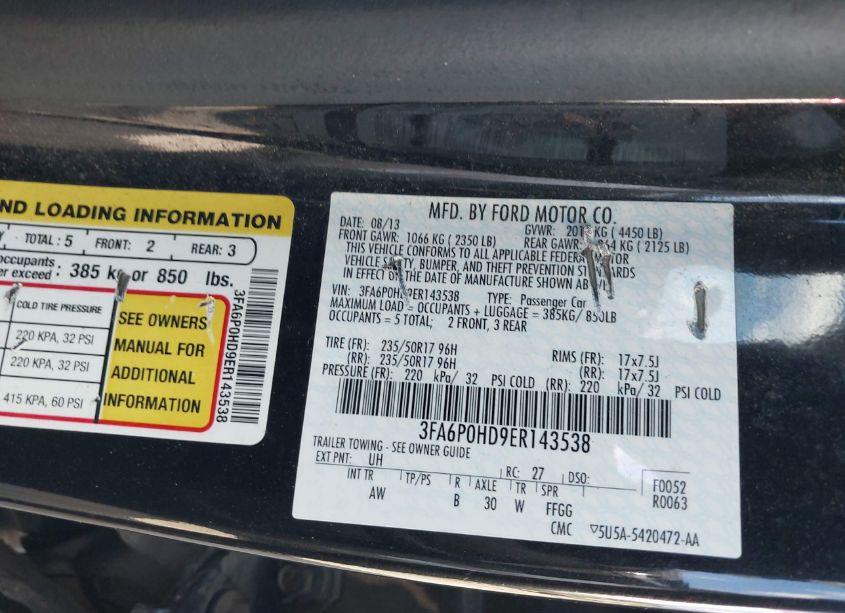 ND LOADING INFORMATION
TOTAL: 5 FRONT: 2 REAR: 3
occupants
er exceed: 385 kg or 850 lbs.
COLD TIRE PRESSURE
220 KPA, 32 PSI
220 KPA, 32 PSI
415 KPA, 60 PSI
SEE OWNERS
MANUAL FOR
ADDITIONAL
INFORMATION
3FA6P0HD9ER143538
MFD. BY FORD MOTOR CO.
DATE: 08/13 GVWR: KG ( 4450 LB)
FRONT GAWR: 1066 KG ( 2350 LB) REAR GAWR: KG ( 2125 LB)
THIS VEHICLE CONFORMS TO ALL APPLICABLE FEDERAL MOTOR
VEHICLE SAFETY, BUMPER, AND THEFT PREVENTION STANDARDS
IN EFFECT ON THE DATE OF MANUFACTURE SHOWN AB
VIN: 3FA6P0HD9ER143538 TYPE: Passenger Car
MAXIMUM LOAD = OCCUPANTS + LUGGAGE = 385KG/ 850LB
OCCUPANTS = 5 TOTAL; 2 FRONT, 3 REAR
TIRE (FR): 235/50R17 96H RIMS (FR): 17x7.5J
(RR): 235/50R17 96H (RR): 17x7.5J
PRESSURE (FR): 220 kPa/ 32 PSI COLD (RR): 220 kPa/ 32 PSI COLD
3FA6P0HD9ER143538
TRAILER TOWING - SEE OWNER GUIDE
EXT PNT: UH RC: 27 DSO: F0052
INT TR TP/PS R AXLE TR SPR R0063
AW B 30 W FFGG
CMC ▽5U5A-5420472-AA